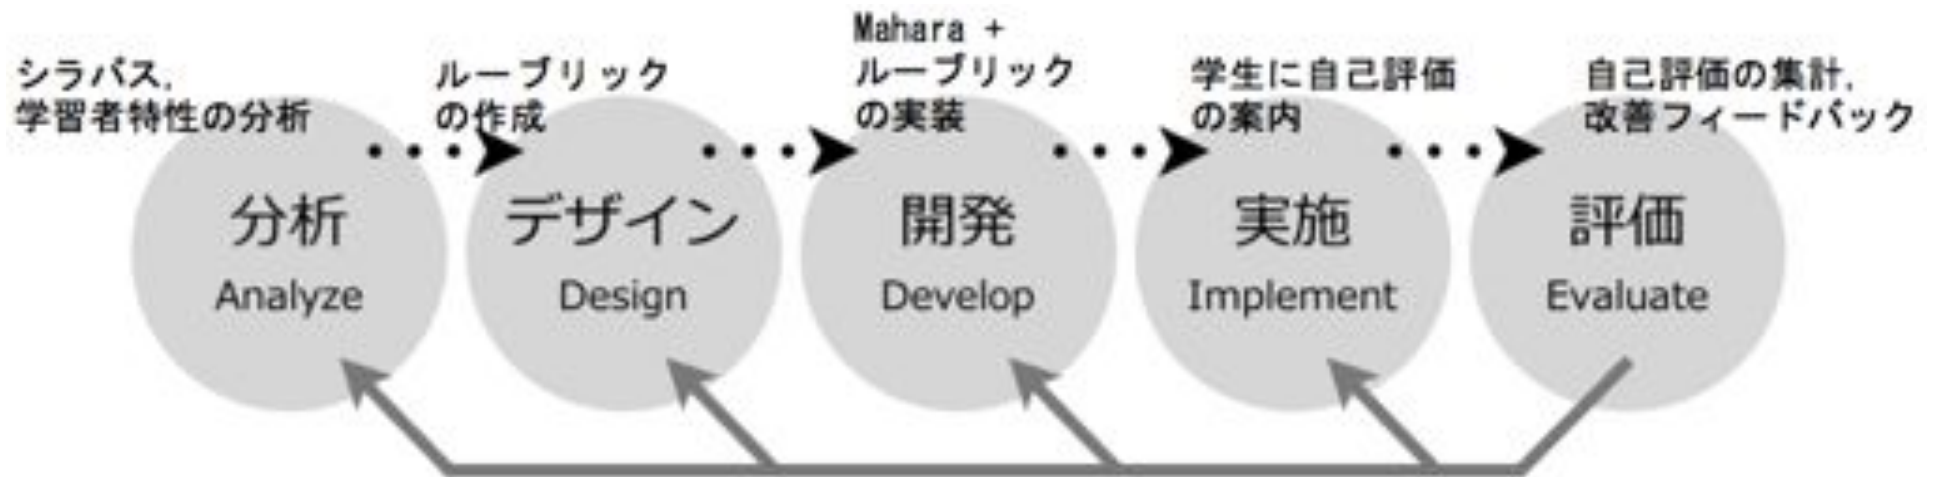 シラバス,
学習者特性の分析
ルーブリック
の作成
Mahara +
ルーブリック
の実装
学生に自己評価
の案内
自己評価の集計,
改善フィードバック
分析
Analyze
デザイン
Design
開発
Develop
実施
Implement
評価
Evaluate